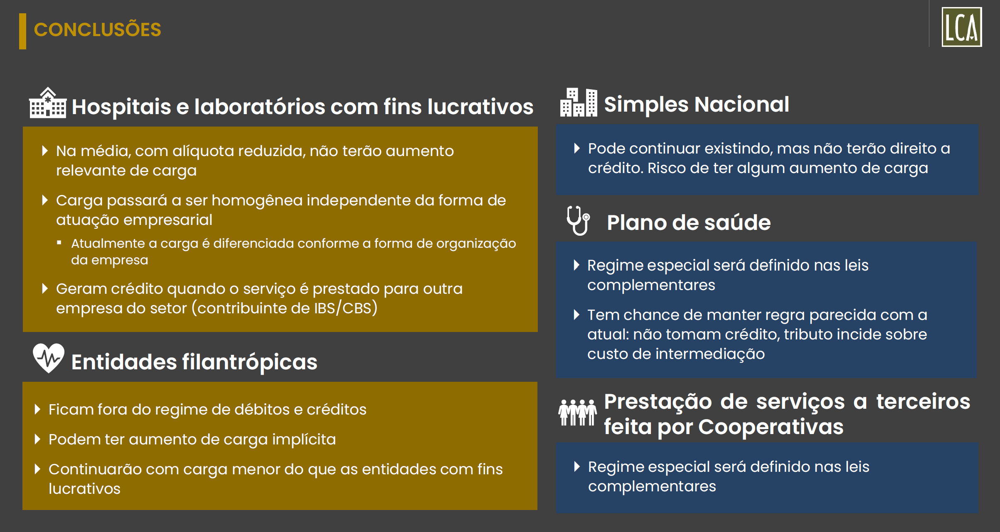 CONCLUSÕES
LCA
Hospitais e laboratórios com fins lucrativos
Na média, com alíquota reduzida, não terão aumento
relevante de carga
Carga passará a ser homogênea independente da forma de
atuação empresarial
Atualmente a carga é diferenciada conforme a forma de organização
da empresa
Geram crédito quando o serviço é prestado para outra
empresa do setor (contribuinte de IBS/CBS)
Entidades filantrópicas
Ficam fora do regime de débitos e créditos
Podem ter aumento de carga implícita
Continuarão com carga menor do que as entidades com fins
lucrativos
Simples Nacional
Pode continuar existindo, mas não terão direito a
crédito. Risco de ter algum aumento de carga
Plano de saúde
Regime especial será definido nas leis
complementares
Tem chance de manter regra parecida com a
atual: não tomam crédito, tributo incide sobre
custo de intermediação
Prestação de serviços a terceiros
feita por Cooperativas
Regime especial será definido nas leis
complementares